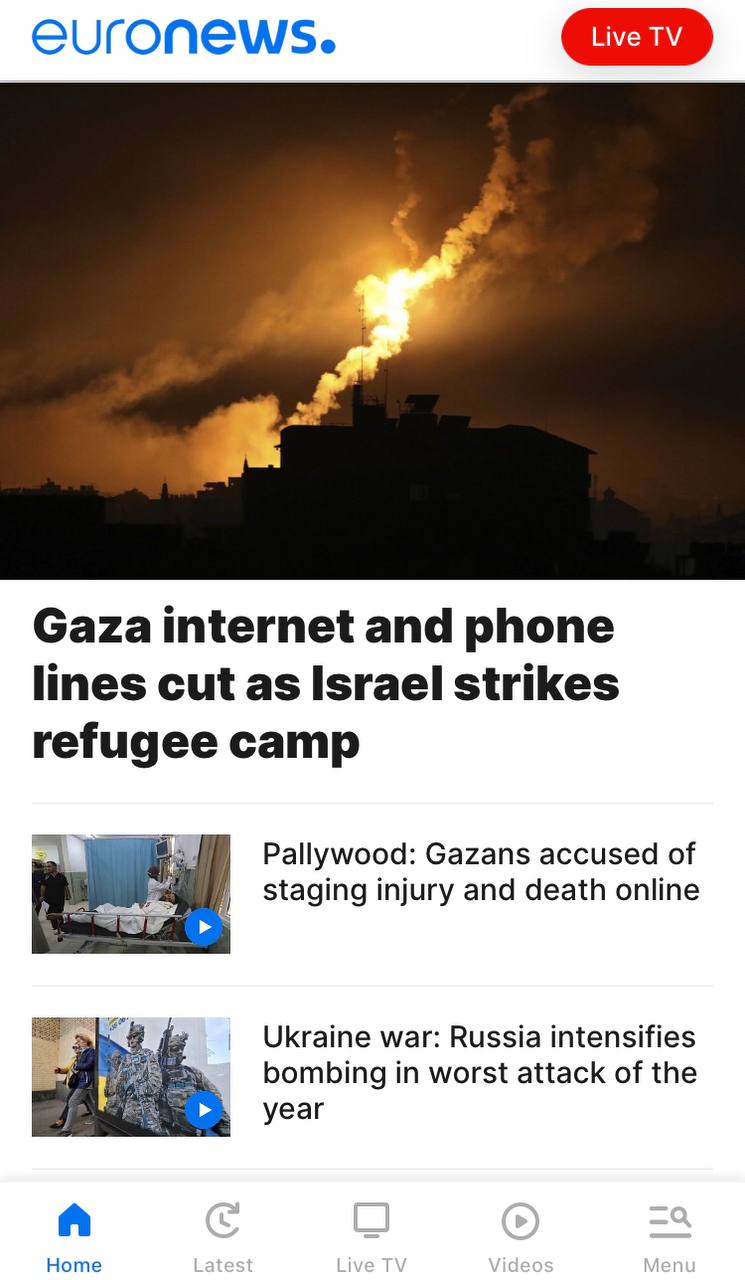 euronews.
Live TV
Gaza internet and phone
lines cut as Israel strikes
refugee camp
Pallywood: Gazans accused of
staging injury and death online
Ukraine war: Russia intensifies
bombing in worst attack of the
year
Home
Latest
Live TV
Videos
Menu